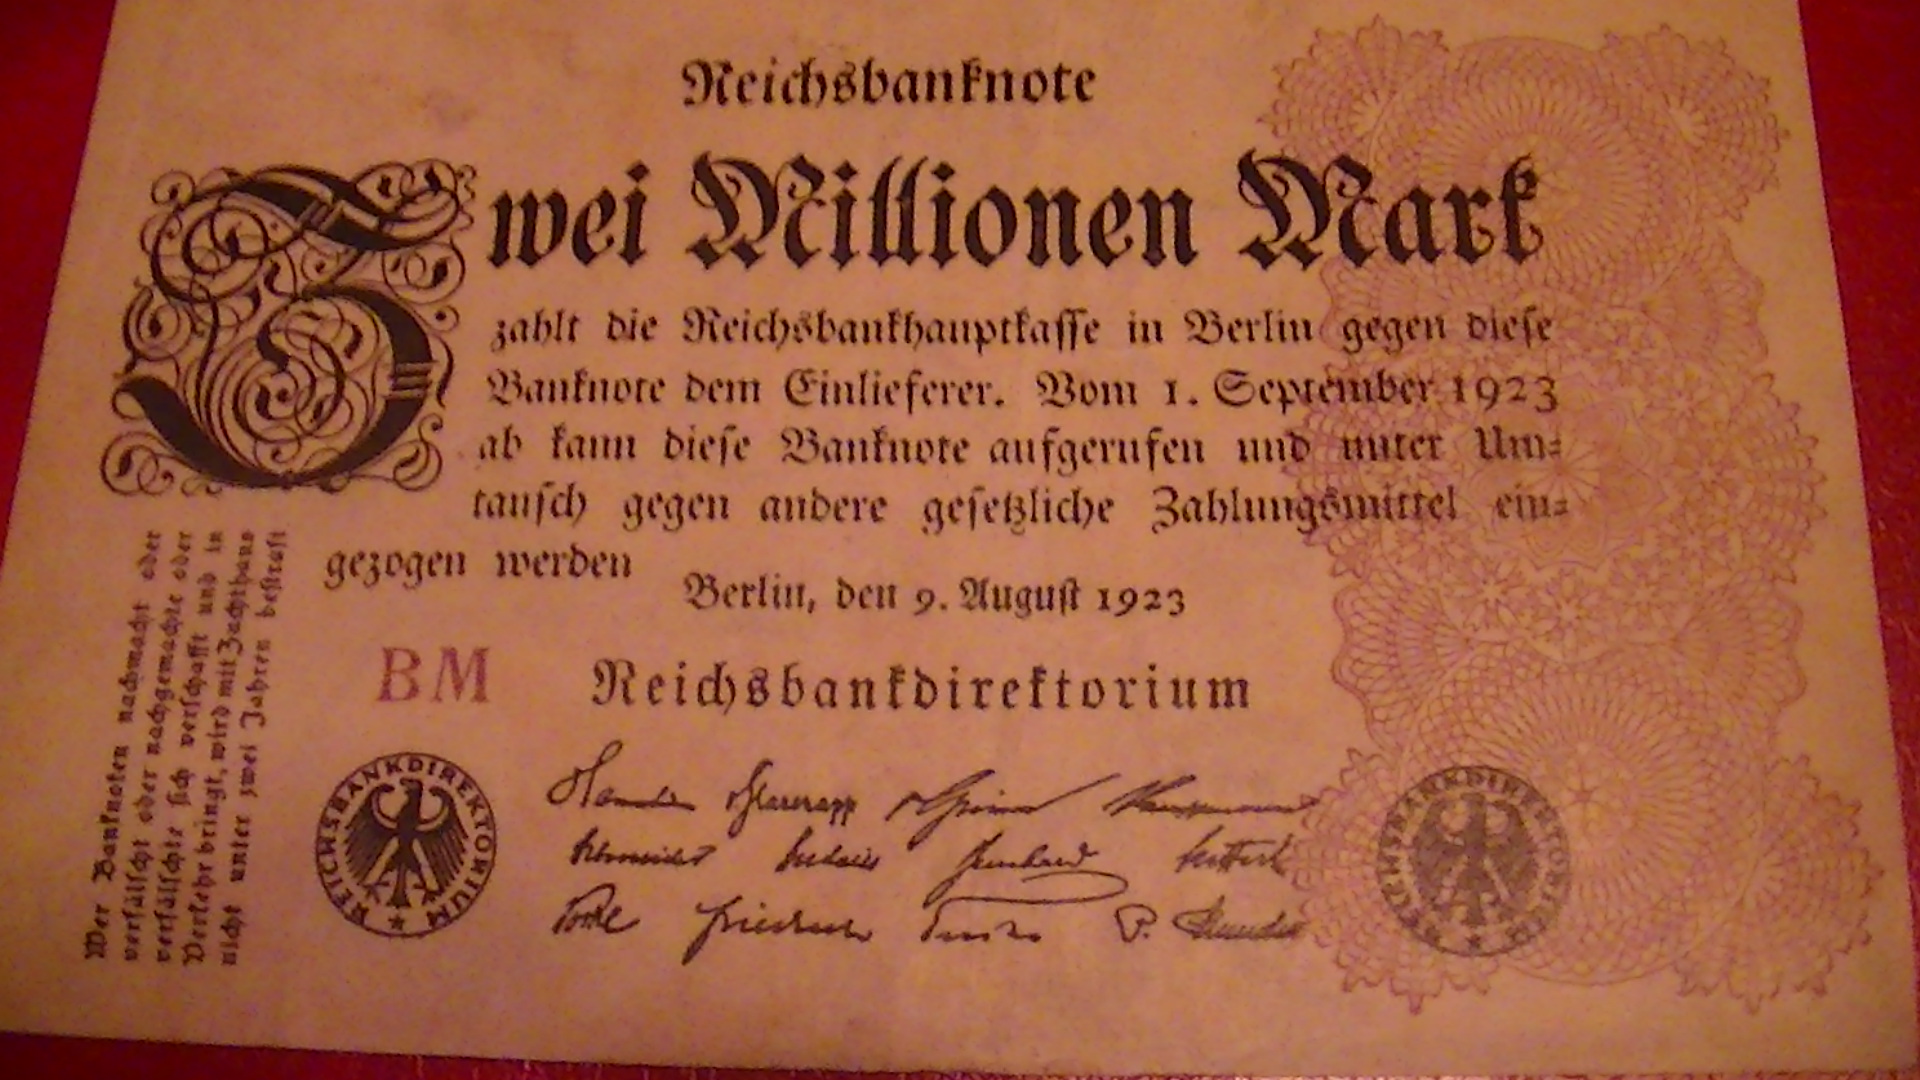 Reichsbanknote
Zwei Millionen Mark
zahlt die Reichsbankhauptkasse in Berlin gegen diese
Banknote dem Einlieferer. Vom 1. September 1923
ab kann diese Banknote aufgerufen und unter Um-
tausch gegen andere gesetzliche Zahlungsmittel ein-
gezogen werden
Berlin, den 9. August 1923
BM
Reichsbankdirektorium
Wer Banknoten nachmacht oder
verfälscht oder nachgemachte oder
verfälschte sich verschafft und in
Verkehr bringt, wird mit Zuchthaus
nicht unter zwei Jahren bestraft
REICHSBANKDIREKTORIUM
REICHSBANKDIREKTORIUM